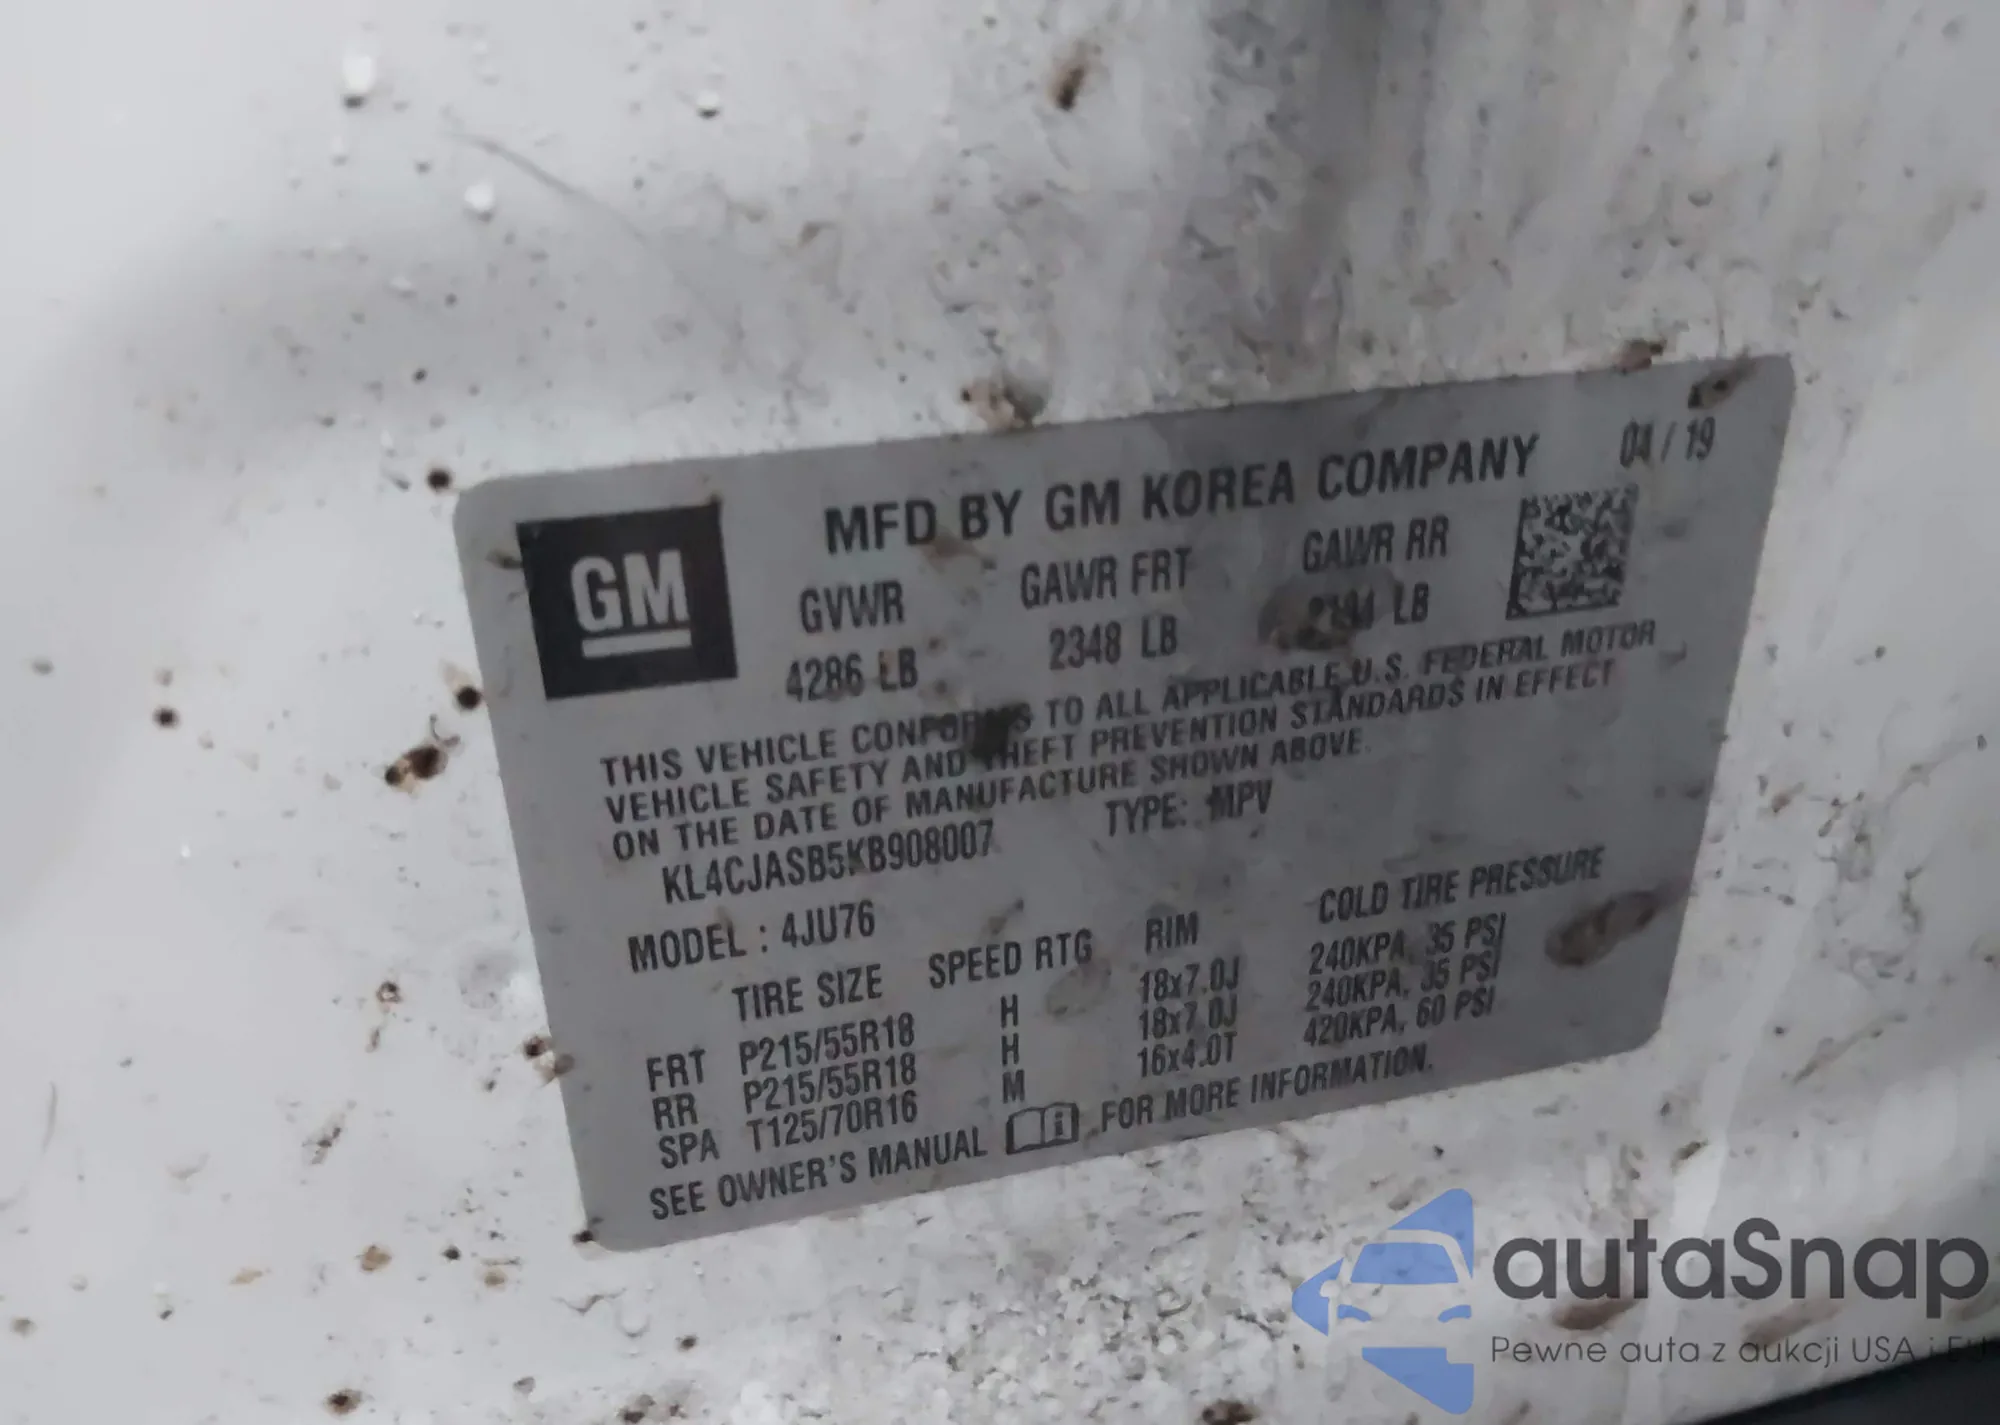 MFD BY GM KOREA COMPANY 04 / 19
GM
GVWR GAWR FRT GAWR RR
4286 LB 2348 LB LB
THIS VEHICLE CONFORMS TO ALL APPLICABLE U.S. FEDERAL MOTOR
VEHICLE SAFETY AND THEFT PREVENTION STANDARDS IN EFFECT
ON THE DATE OF MANUFACTURE SHOWN ABOVE.
KL4CJASB5KB908007 TYPE: MPV
MODEL : 4JU76
TIRE SIZE SPEED RTG RIM COLD TIRE PRESSURE
FRT P215/55R18 H 18x7.0J 240KPA, 35 PSI
RR P215/55R18 H 18x7.0J 240KPA, 35 PSI
SPA T125/70R16 M 16x4.0T 420KPA, 60 PSI
SEE OWNER'S MANUAL FOR MORE INFORMATION.
autaSnap
Pewne auta z aukcji USA i EU